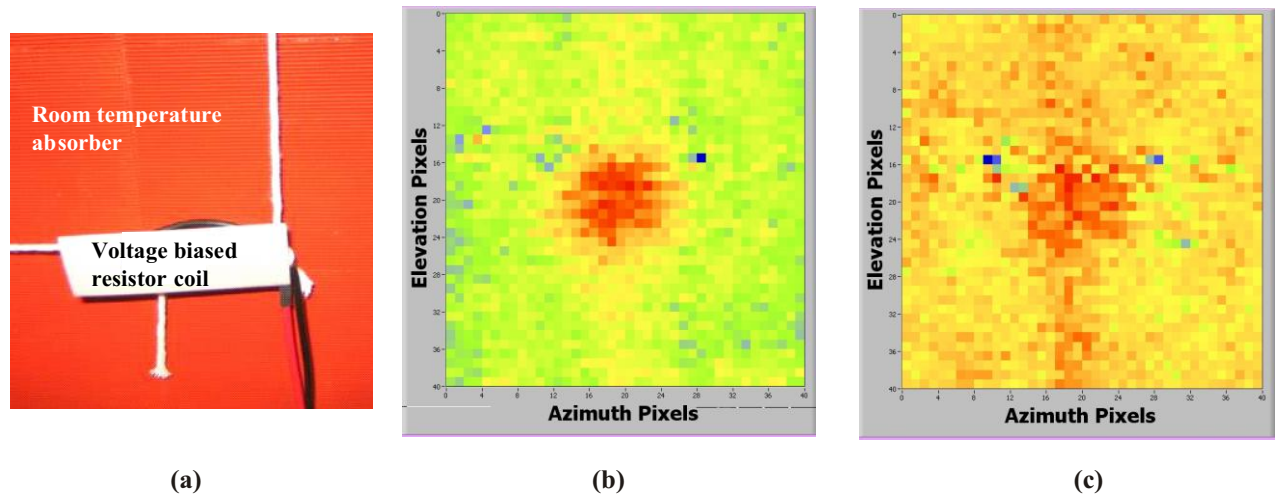 Room temperature
absorber
Voltage biased
resistor coil
(a)
Elevation Pixels
0
4
8
12
16
20
24
28
32
36
40
0 4 8 12 16 20 24 28 32 36 40
Azimuth Pixels
(b)
Elevation Pixels
0
4
8
12
16
20
24
28
32
36
40
0 4 8 12 16 20 24 28 32 36 40
Azimuth Pixels
(c)